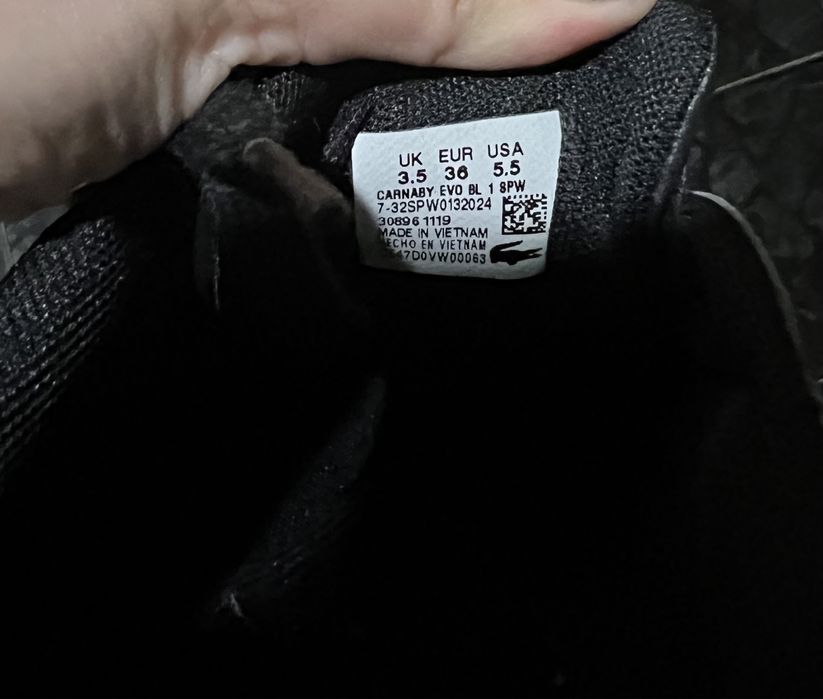 UK EUR USA
3.5 36 5.5
CARNABY EVO BL 1 SPW
7-32SPW0132024
30896 1119
MADE IN VIETNAM
HECHO EN VIETNAM